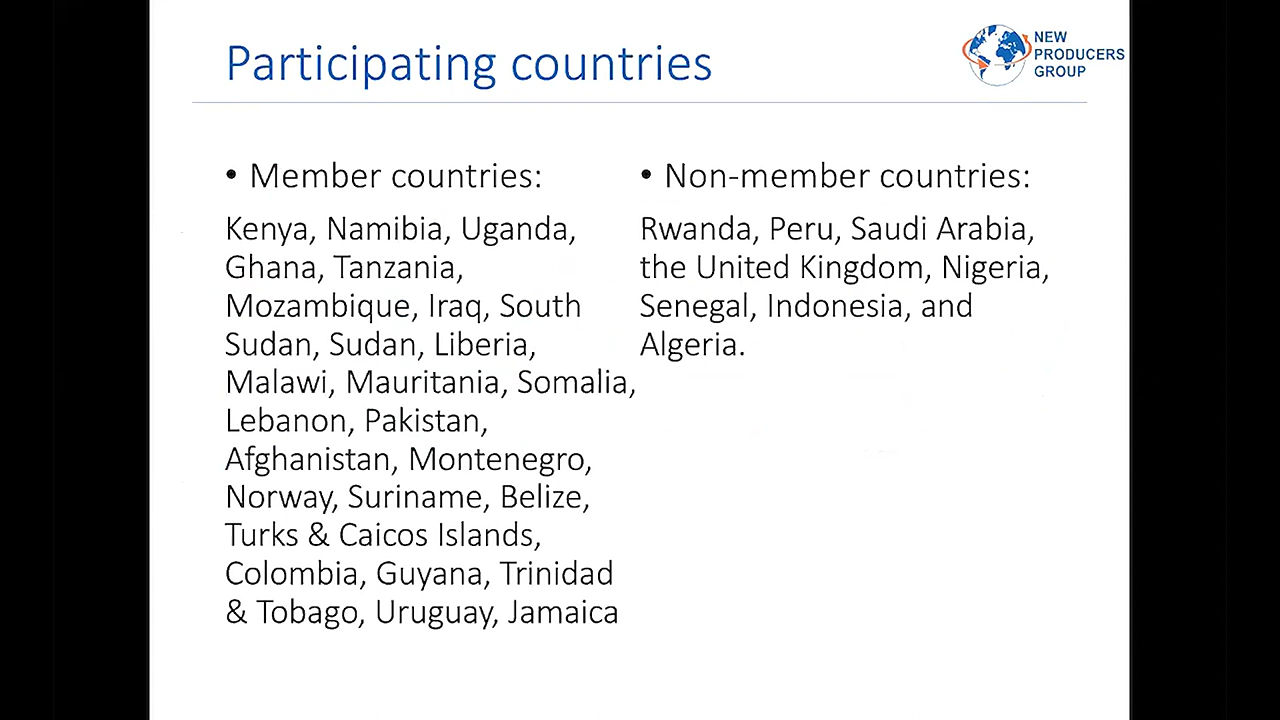 Participating countries
NEW
PRODUCERS
GROUP
• Member countries:
Kenya, Namibia, Uganda,
Ghana, Tanzania,
Mozambique, Iraq, South
Sudan, Sudan, Liberia,
Malawi, Mauritania, Somalia,
Lebanon, Pakistan,
Afghanistan, Montenegro,
Norway, Suriname, Belize,
Turks & Caicos Islands,
Colombia, Guyana, Trinidad
& Tobago, Uruguay, Jamaica
• Non-member countries:
Rwanda, Peru, Saudi Arabia,
the United Kingdom, Nigeria,
Senegal, Indonesia, and
Algeria.